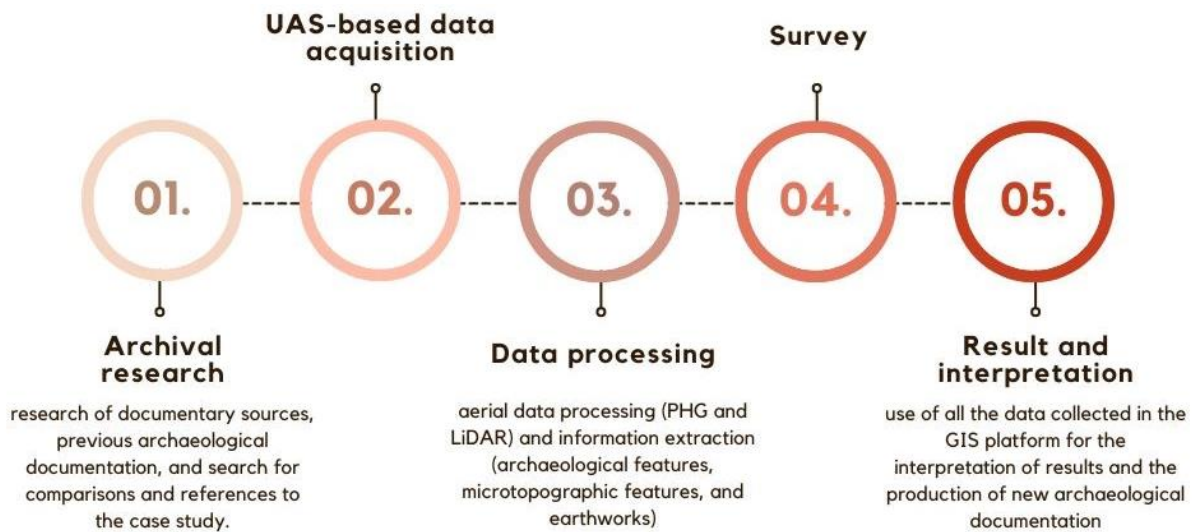 UAS-based data
acquisition
Survey
01.
02.
03.
04.
05.
Archival
research
research of documentary sources,
previous archaeological
documentation, and search for
comparisons and references to
the case study.
Data processing
aerial data processing (PHG and
LiDAR) and information extraction
(archaeological features,
microtopographic features, and
earthworks)
Result and
interpretation
use of all the data collected in the
GIS platform for the
interpretation of results and the
production of new archaeological
documentation